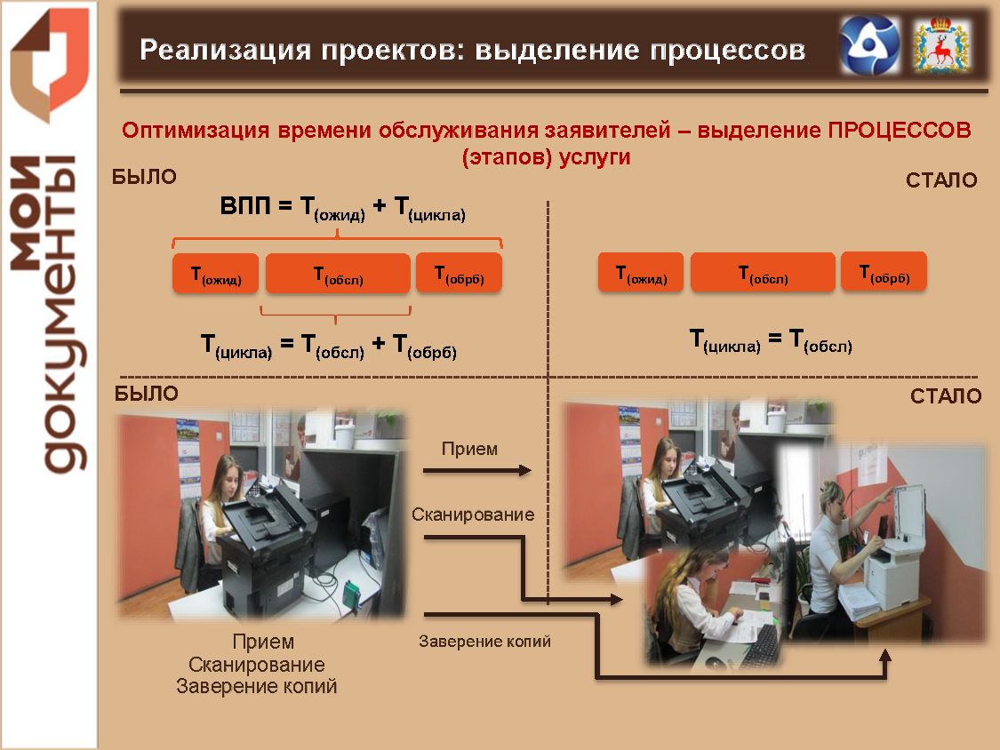 мои
документы
Реализация проектов: выделение процессов
Оптимизация времени обслуживания заявителей – выделение ПРОЦЕССОВ
(этапов) услуги
БЫЛО
СТАЛО
ВПП = Т(ожид) + Т(цикла)
Т(ожид)
Т(обсл)
Т(обрб)
Т(ожид)
Т(обсл)
Т(обрб)
Т(цикла) = Т(обсл) + Т(обрб)
Т(цикла) = Т(обсл)
БЫЛО
СТАЛО
Прием
Сканирование
Заверение копий
Прием
Сканирование
Заверение копий